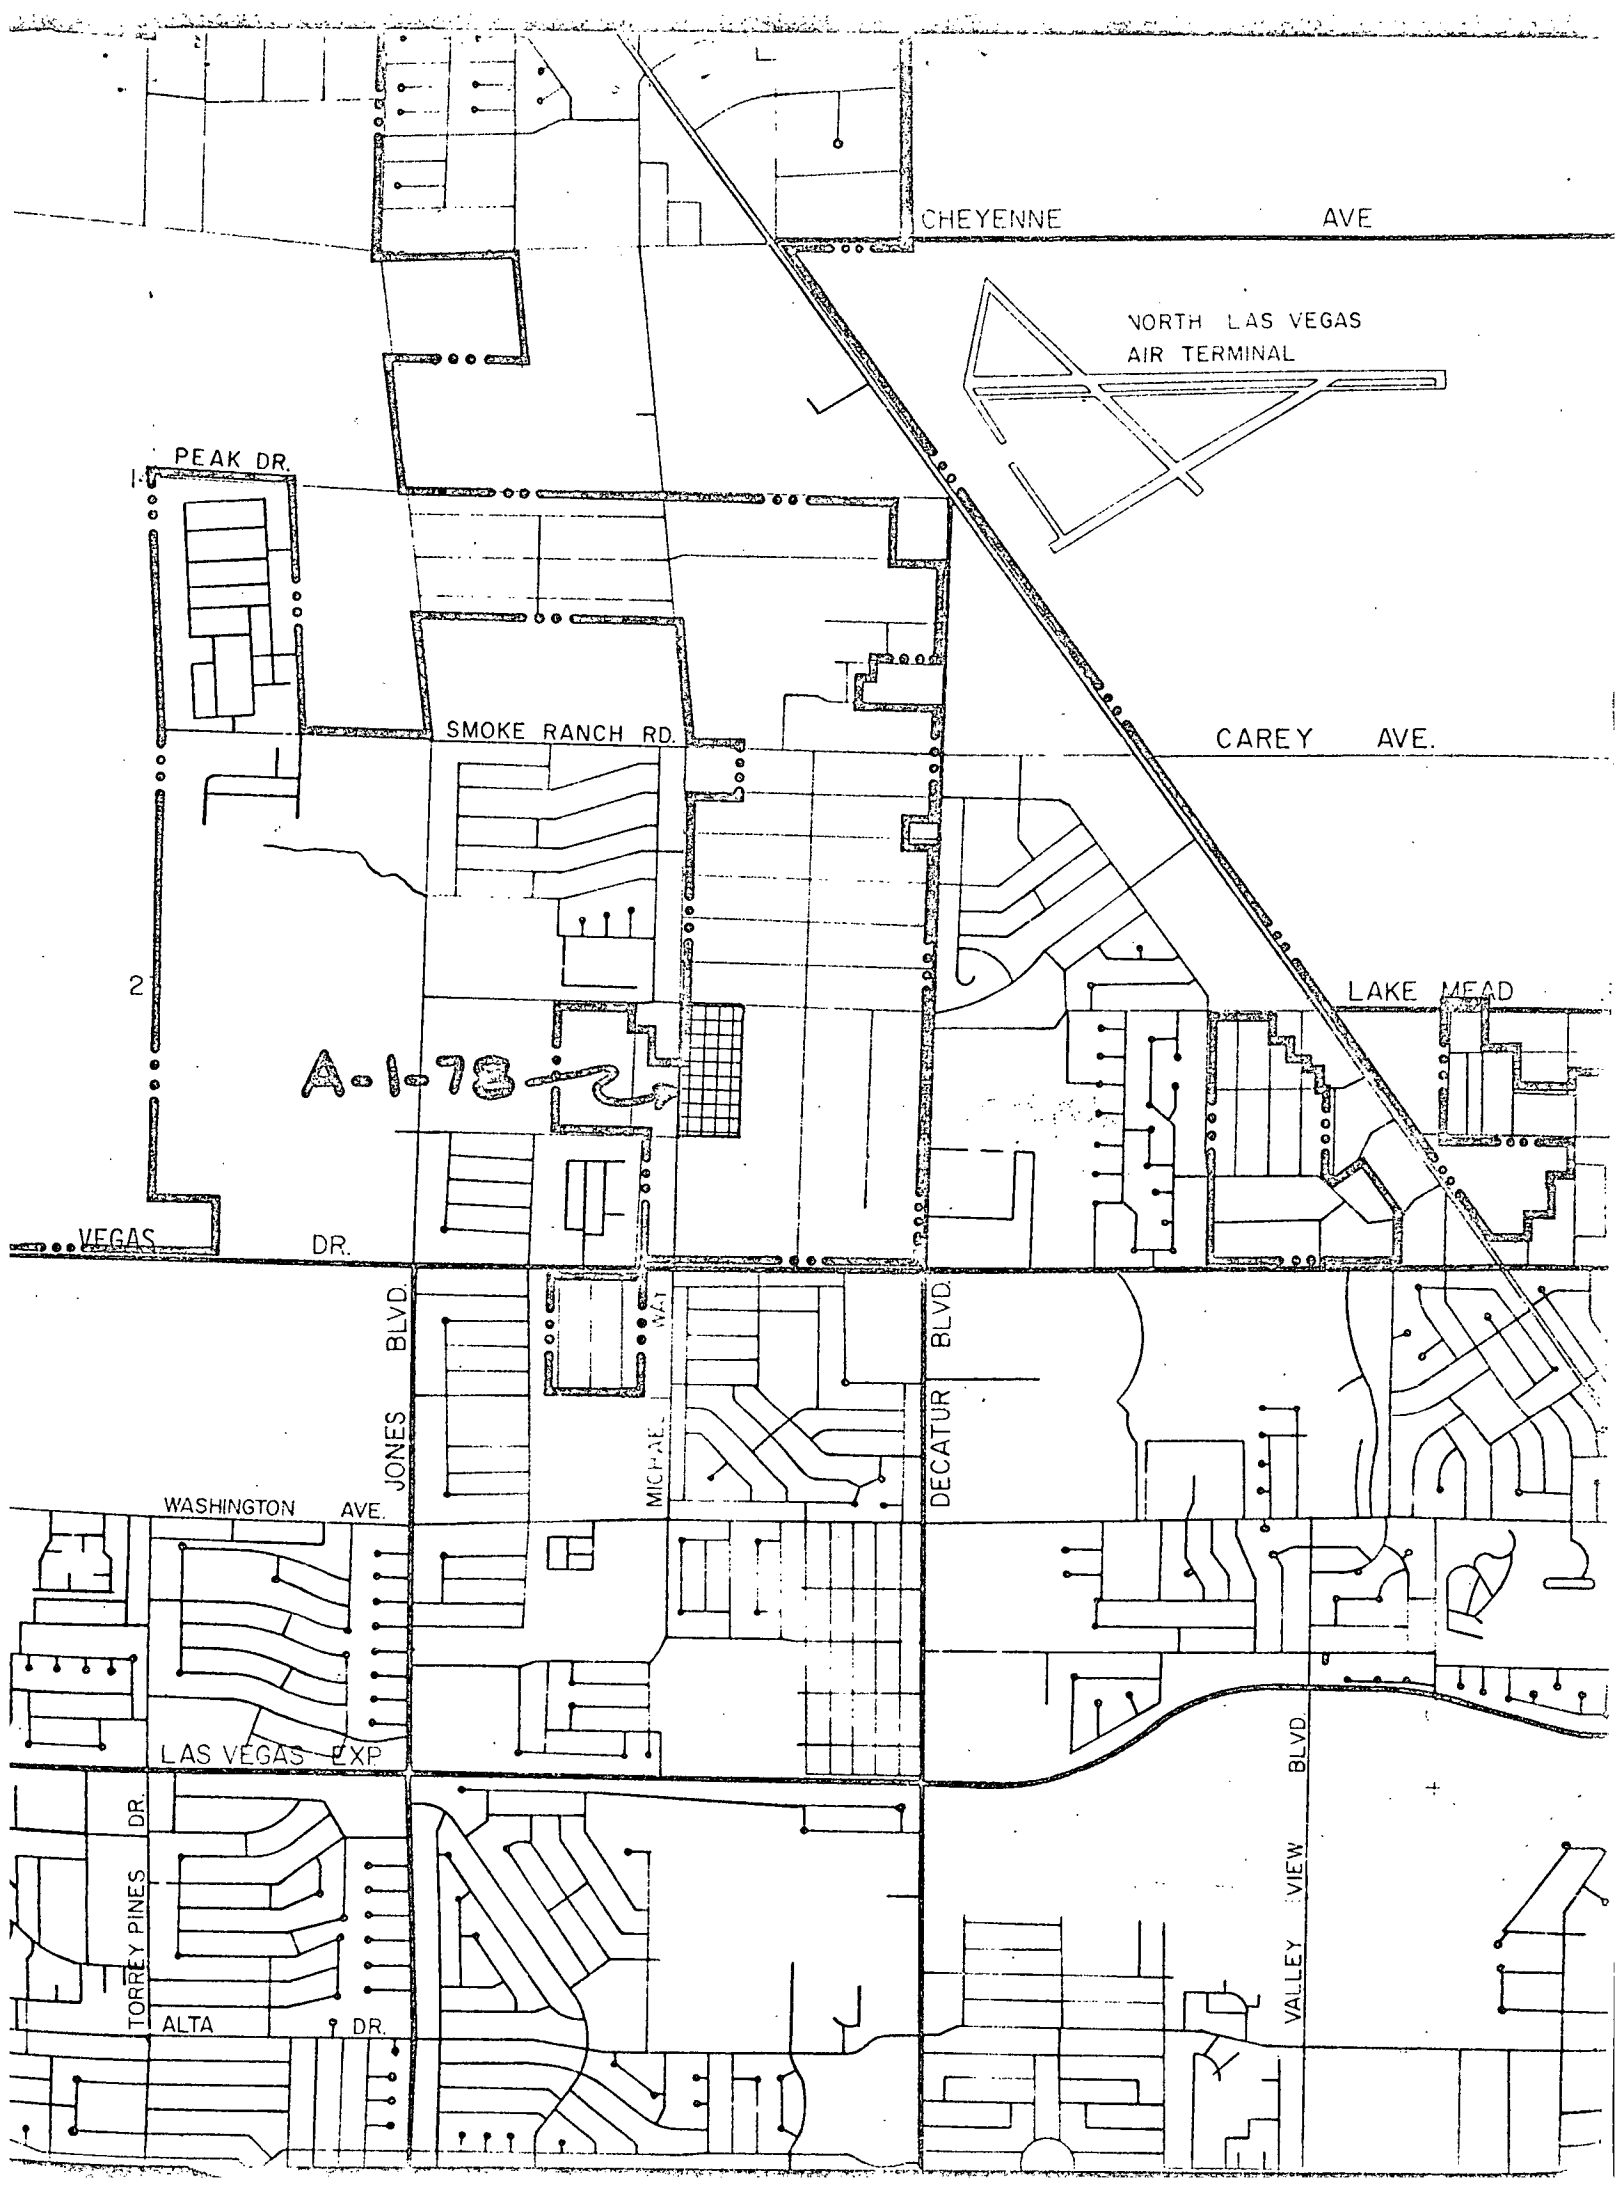 CHEYENNE AVE
NORTH LAS VEGAS
AIR TERMINAL
PEAK DR.
1
SMOKE RANCH RD.
CAREY AVE.
2
LAKE MEAD
A-1-78
VEGAS DR.
JONES BLVD.
MICHAEL WAY
DECATUR BLVD.
WASHINGTON AVE.
LAS VEGAS EXP.
TORREY PINES DR.
VALLEY VIEW BLVD.
ALTA DR.